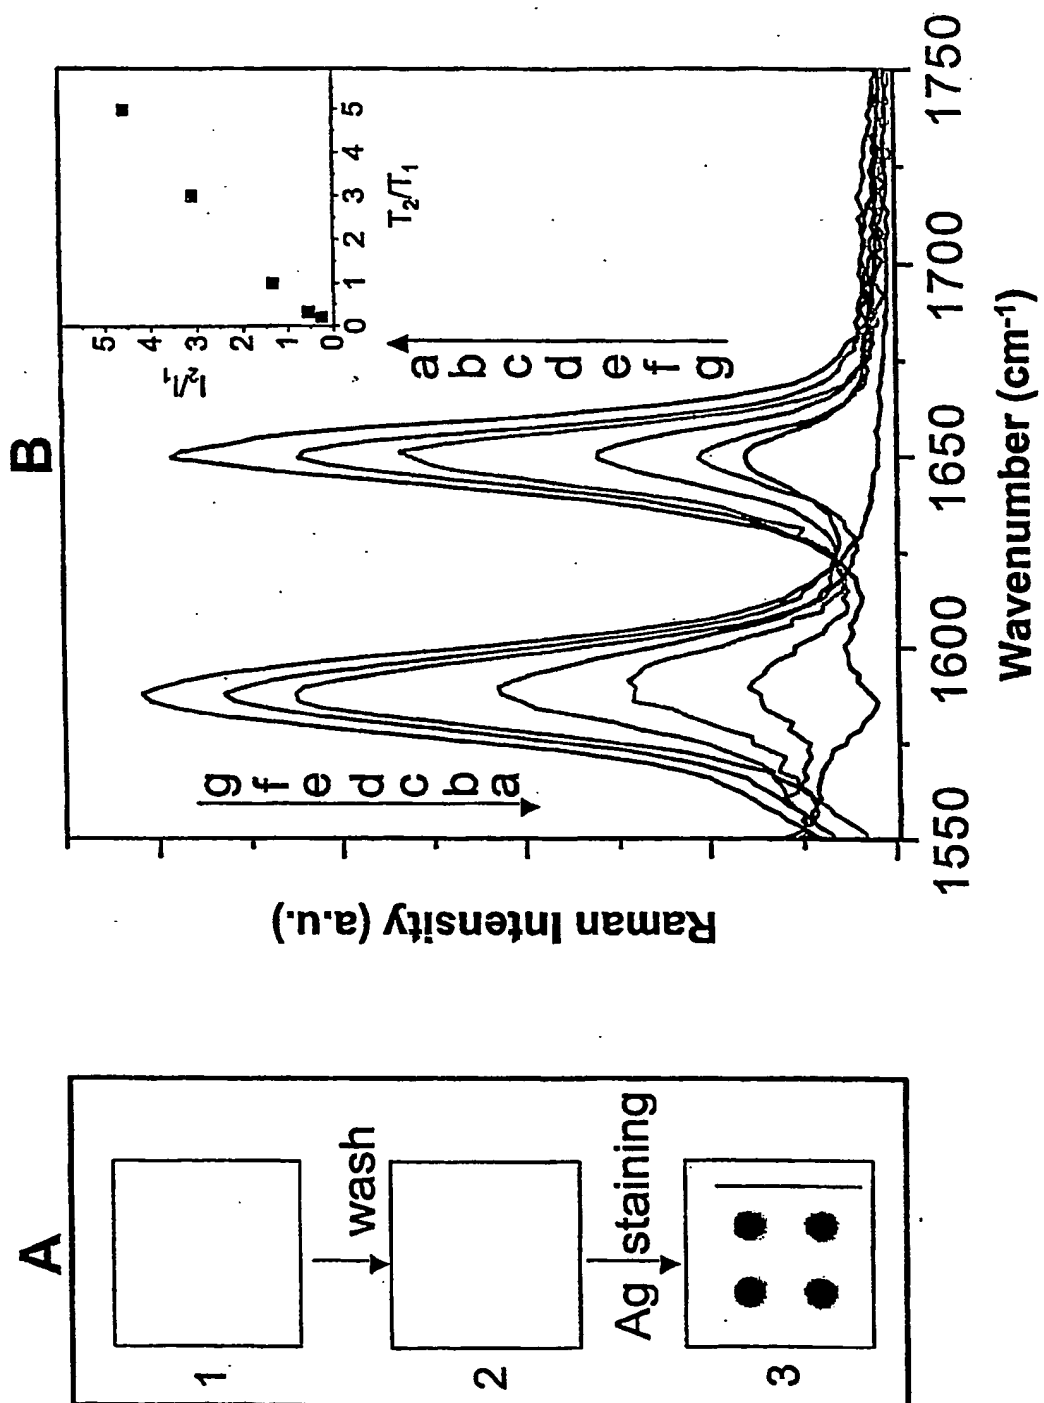 A
1
wash
2
Ag staining
3
B
Raman Intensity (a.u.)
g f e d c b a
a b c d e f g
I2/I1
5
4
3
2
1
0
0 1 2 3 4 5
T2/T1
1550 1600 1650 1700 1750
Wavenumber (cm-1)